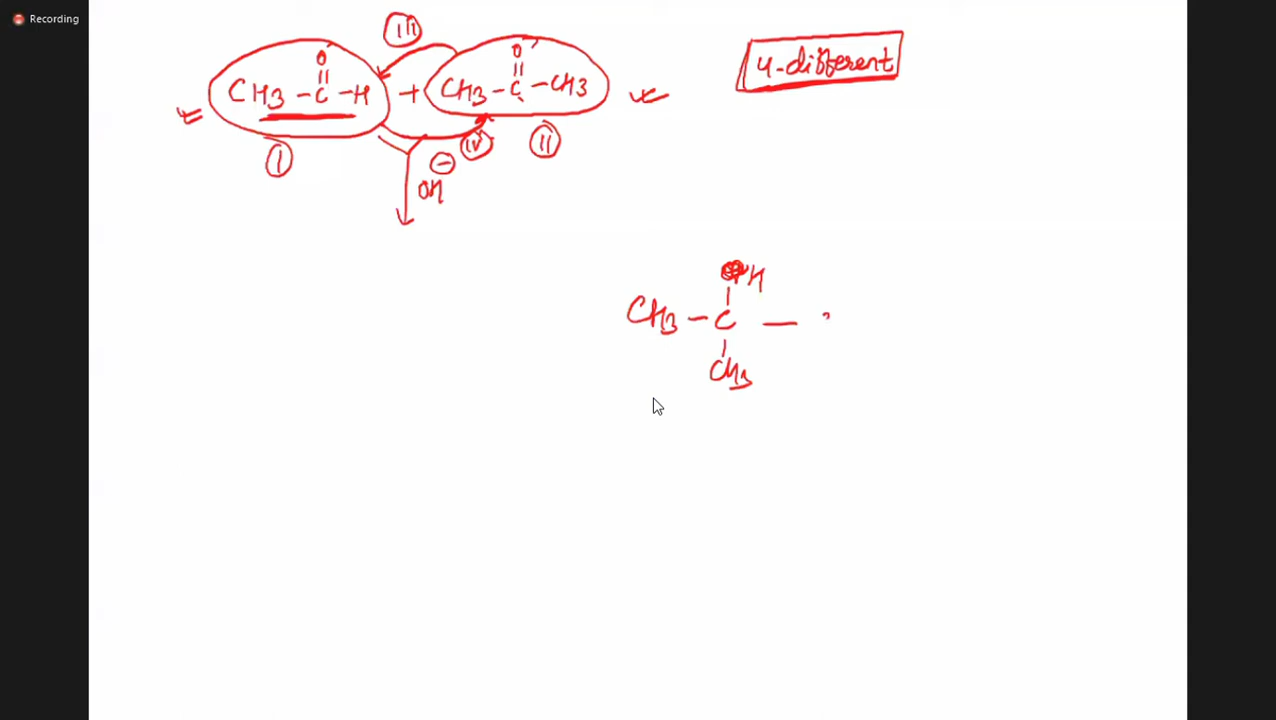 Recording
III
O O
|| ||
CH3 - C - H + CH3 - C - CH3
4-different
I IV II
⊖
OH
H
|
CH3 - C —
|
CH3